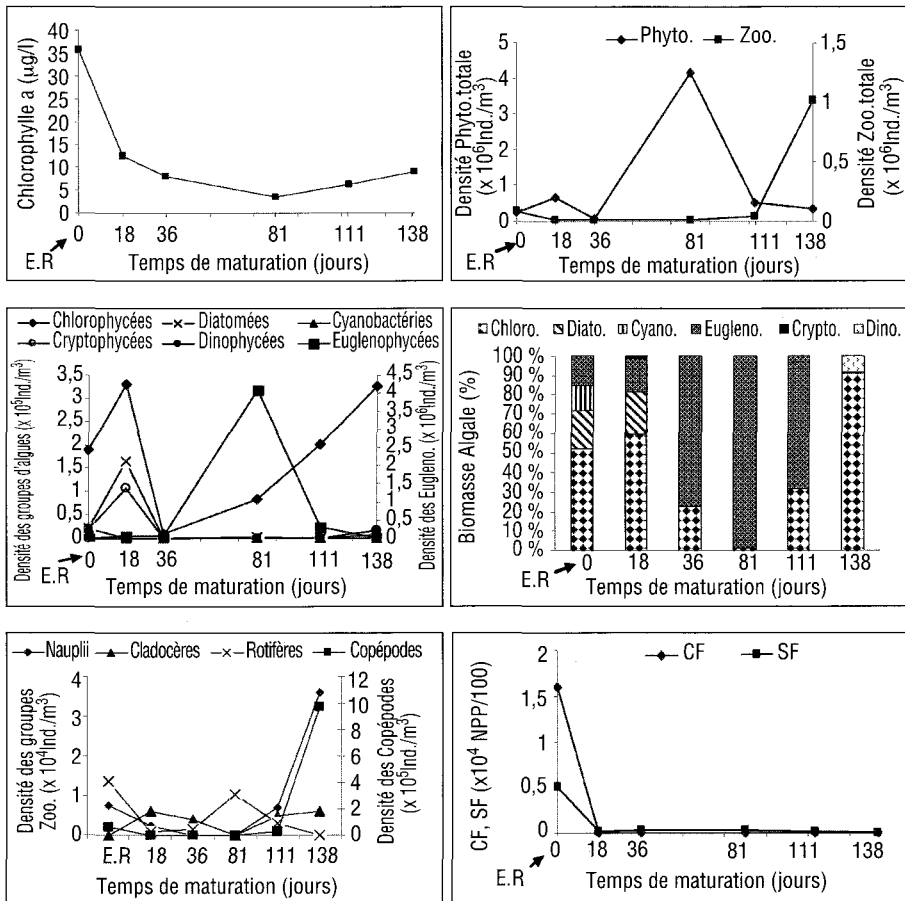 Chlorophylle a (µg/l)
40
35
30
25
20
15
10
5
0
0 18 36 81 111 138
E.R
Temps de maturation (jours)
Phyto. Zoo.
Densité Phyto.totale
(x 10⁶Ind./m³)
5
4
3
2
1
0
1,5
1
0,5
0
Densité Zoo.totale
(x 10⁶Ind./m³)
0 18 36 81 111 138
E.R
Temps de maturation (jours)
Chlorophycées Diatomées Cyanobactéries
Cryptophycées Dinophycées Euglenophycées
Densité des groupes d'algues (x 10⁵Ind./m³)
3,5
3
2,5
2
1,5
1
0,5
0
4,5
4
3,5
3
2,5
2
1,5
1
0,5
0
Densité des Eugleno. (x 10⁶Ind./m³)
0 18 36 81 111 138
E.R
Temps de maturation (jours)
Chloro. Diato. Cyano. Eugleno. Crypto. Dino.
Biomasse Algale (%)
100 %
90 %
80 %
70 %
60 %
50 %
40 %
30 %
20 %
10 %
0 %
0 18 36 81 111 138
E.R
Temps de maturation (jours)
Nauplii Cladocères Rotifères Copépodes
Densité des groupes
Zoo. (x 10⁴Ind./m³)
4
3
2
1
0
12
10
8
6
4
2
0
Densité des Copépodes
(x 10⁵Ind./m³)
E.R 18 36 81 111 138
Temps de maturation (jours)
CF SF
CF, SF (x10⁴ NPP/100)
2
1,5
1
0,5
0
0 18 36 81 111 138
E.R
Temps de maturation (jours)